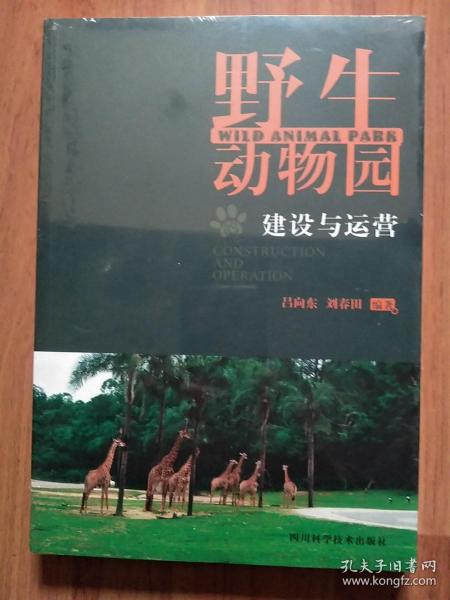 野生
WILD ANIMAL PARK
动物园
建设与运营
CONSTRUCTION
AND
OPERATION
吕向东 刘春田 编著
四川科学技术出版社
孔夫子旧书网
www.kongfz.com